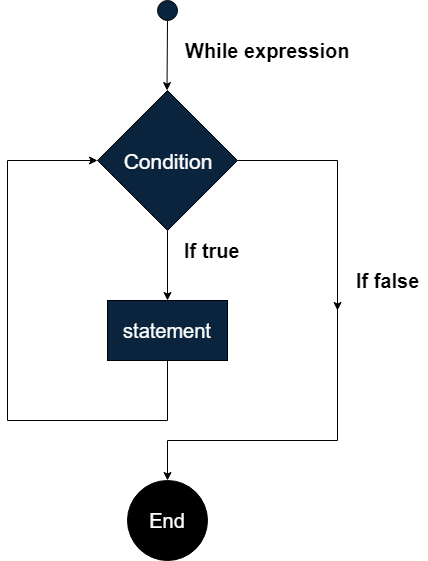 While expression
Condition
If true
If false
statement
End